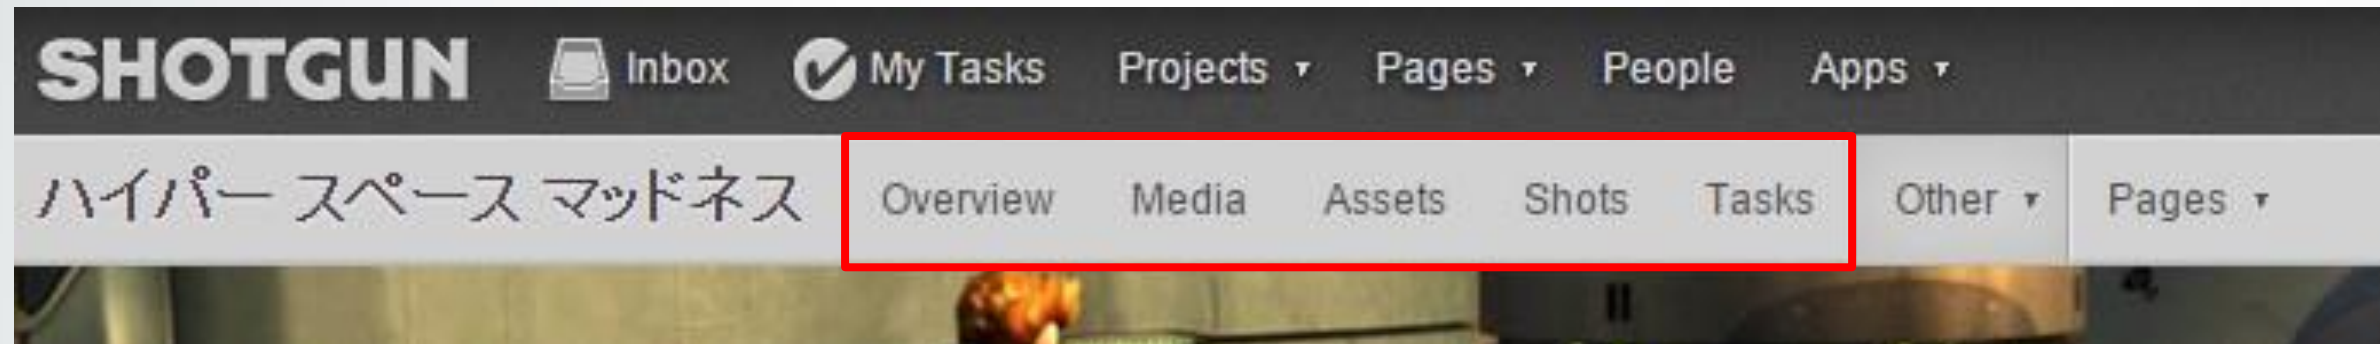 SHOTGUN Inbox My Tasks Projects ▾ Pages ▾ People Apps ▾
ハイパー スペース マッドネス Overview Media Assets Shots Tasks Other ▾ Pages ▾